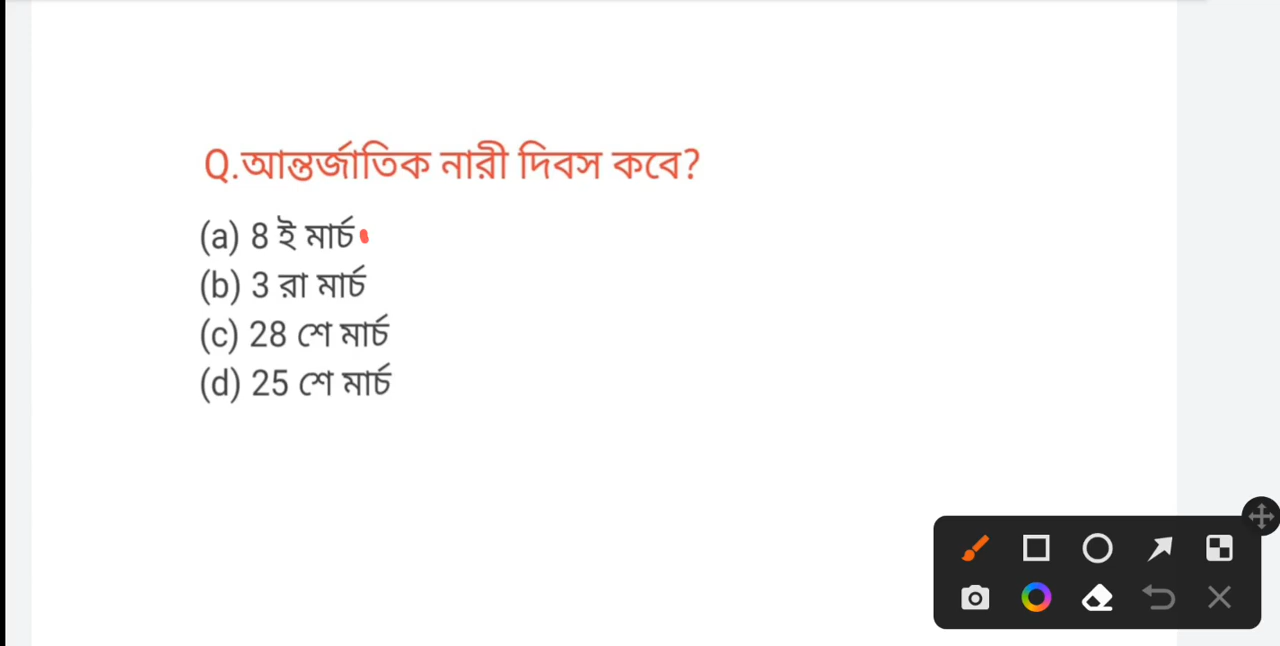 Q.আন্তর্জাতিক নারী দিবস কবে?
(a) 8 ই মার্চ
(b) 3 রা মার্চ
(c) 28 শে মার্চ
(d) 25 শে মার্চ